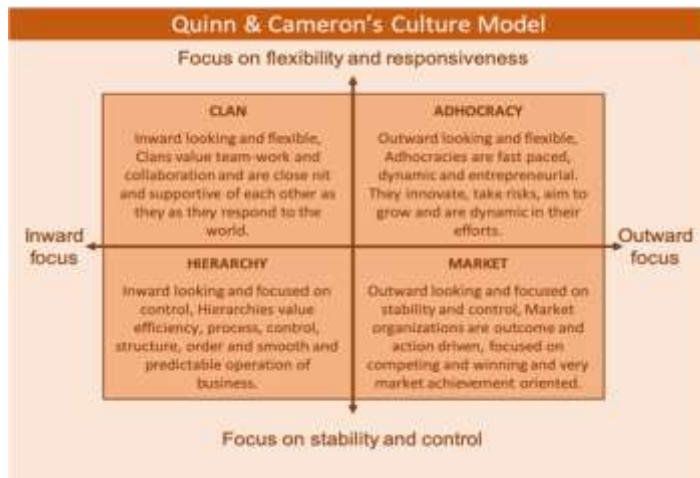 Quinn & Cameron's Culture Model
Focus on flexibility and responsiveness
CLAN
Inward looking and flexible,
Clans value team-work and
collaboration and are close nit
and supportive of each other as
they as they respond to the
world.
ADHOCRACY
Outward looking and flexible,
Adhocracies are fast paced,
dynamic and entrepreneurial.
They innovate, take risks, aim to
grow and are dynamic in their
efforts.
Inward
focus
Outward
focus
HIERARCHY
Inward looking and focused on
control, Hierarchies value
efficiency, process, control,
structure, order and smooth and
predictable operation of
business.
MARKET
Outward looking and focused on
stability and control, Market
organizations are outcome and
action driven, focused on
competing and winning and very
market achievement oriented.
Focus on stability and control